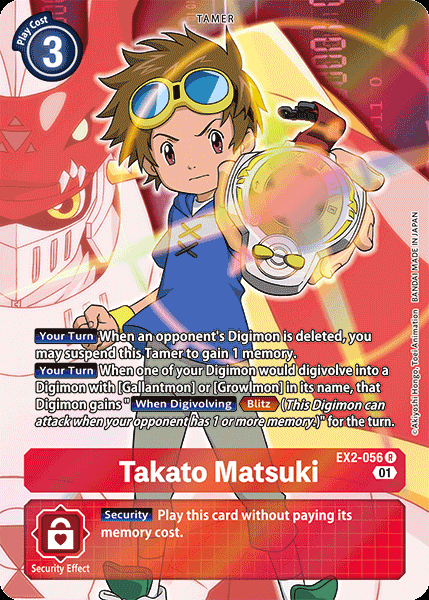 Play Cost
3
TAMER
Your Turn When an opponent's Digimon is deleted, you
may suspend this Tamer to gain 1 memory.
Your Turn When one of your Digimon would digivolve into a
Digimon with [Gallantmon] or [Growlmon] in its name, that
Digimon gains " When Digivolving Blitz (This Digimon can
attack when your opponent has 1 or more memory.)" for the turn.
©Akiyoshi Hongo, Toei Animation BANDAI MADE IN JAPAN
EX2-056 R
Takato Matsuki
01
Security Play this card without paying its
memory cost.
Security Effect